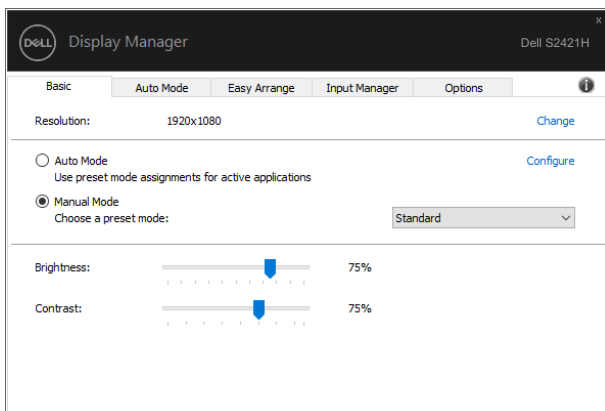 x
DELL Display Manager Dell S2421H
Basic Auto Mode Easy Arrange Input Manager Options i
Resolution: 1920x1080 Change
Auto Mode Configure
Use preset mode assignments for active applications
Manual Mode
Choose a preset mode: Standard
Brightness: 75%
Contrast: 75%